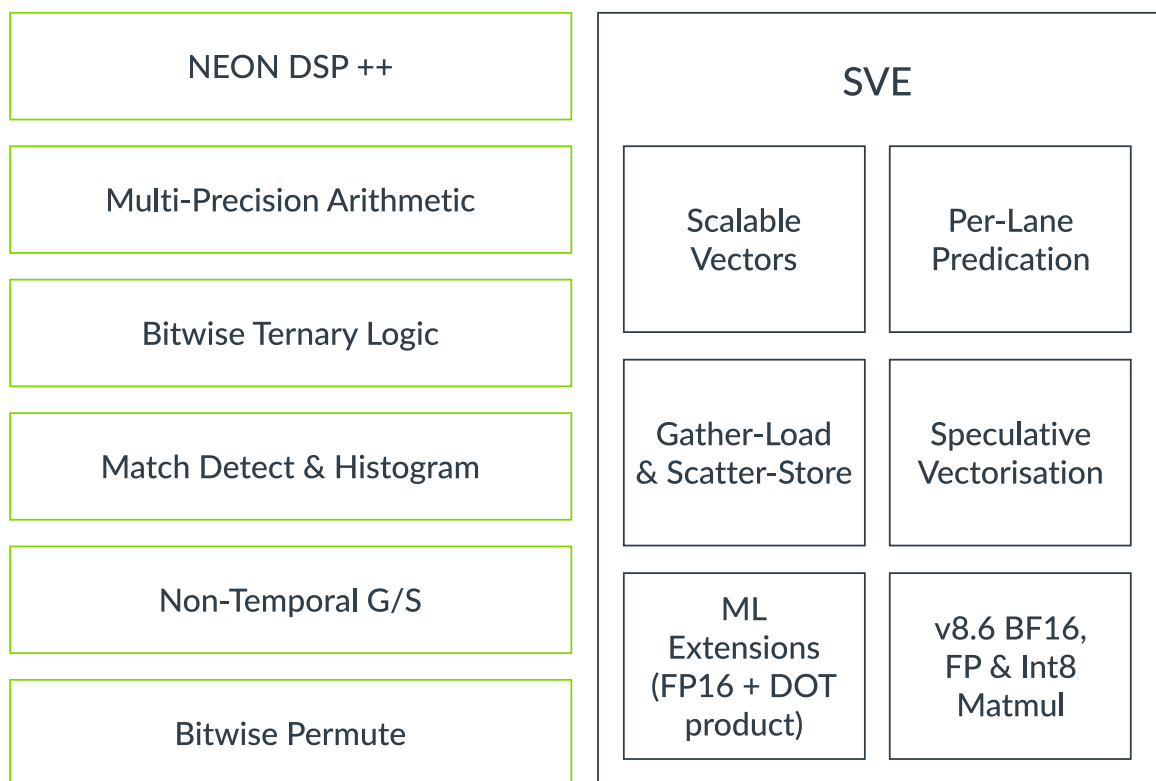 NEON DSP ++
Multi-Precision Arithmetic
Bitwise Ternary Logic
Match Detect & Histogram
Non-Temporal G/S
Bitwise Permute
SVE
Scalable
Vectors
Per-Lane
Predication
Gather-Load
& Scatter-Store
Speculative
Vectorisation
ML
Extensions
(FP16 + DOT
product)
v8.6 BF16,
FP & Int8
Matmul